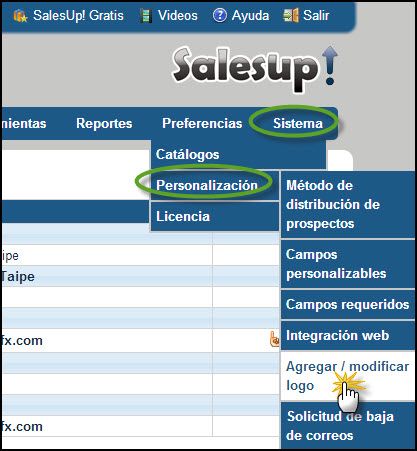 SalesUp! Gratis Videos Ayuda Salir
SalesUp!
nientas Reportes Preferencias Sistema
Catálogos
Personalización
Licencia
Método de
distribución de
prospectos
Campos
personalizables
Campos requeridos
Integración web
Agregar / modificar
logo
Solicitud de baja
de correos
ipe
Taipe
fx.com
fx.com